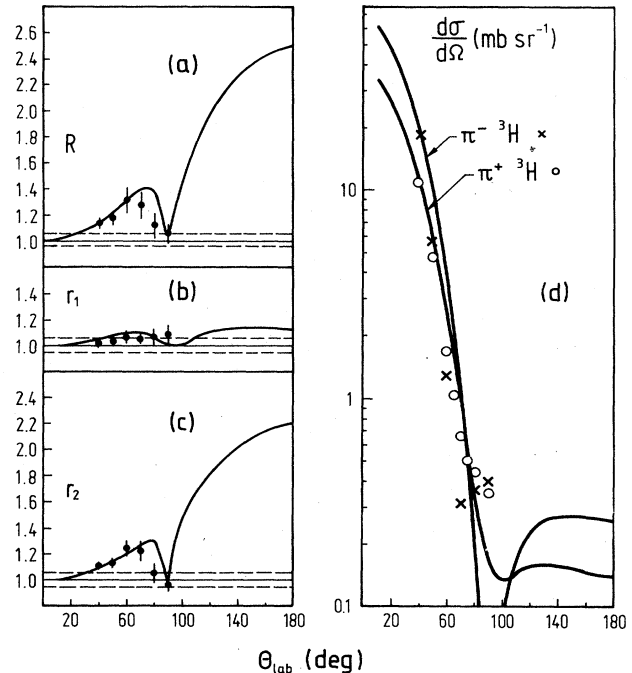 (a)
R
2.6
2.4
2.2
2.0
1.8
1.6
1.4
1.2
1.0
(b)
r₁
1.4
1.2
1.0
(c)
r₂
2.6
2.4
2.2
2.0
1.8
1.6
1.4
1.2
1.0
20 60 100 140 180
dσ/dΩ (mb sr⁻¹)
π⁻ ³H ×
π⁺ ³H ○
(d)
10
1
0.1
20 60 100 140 180
Θlab (deg)